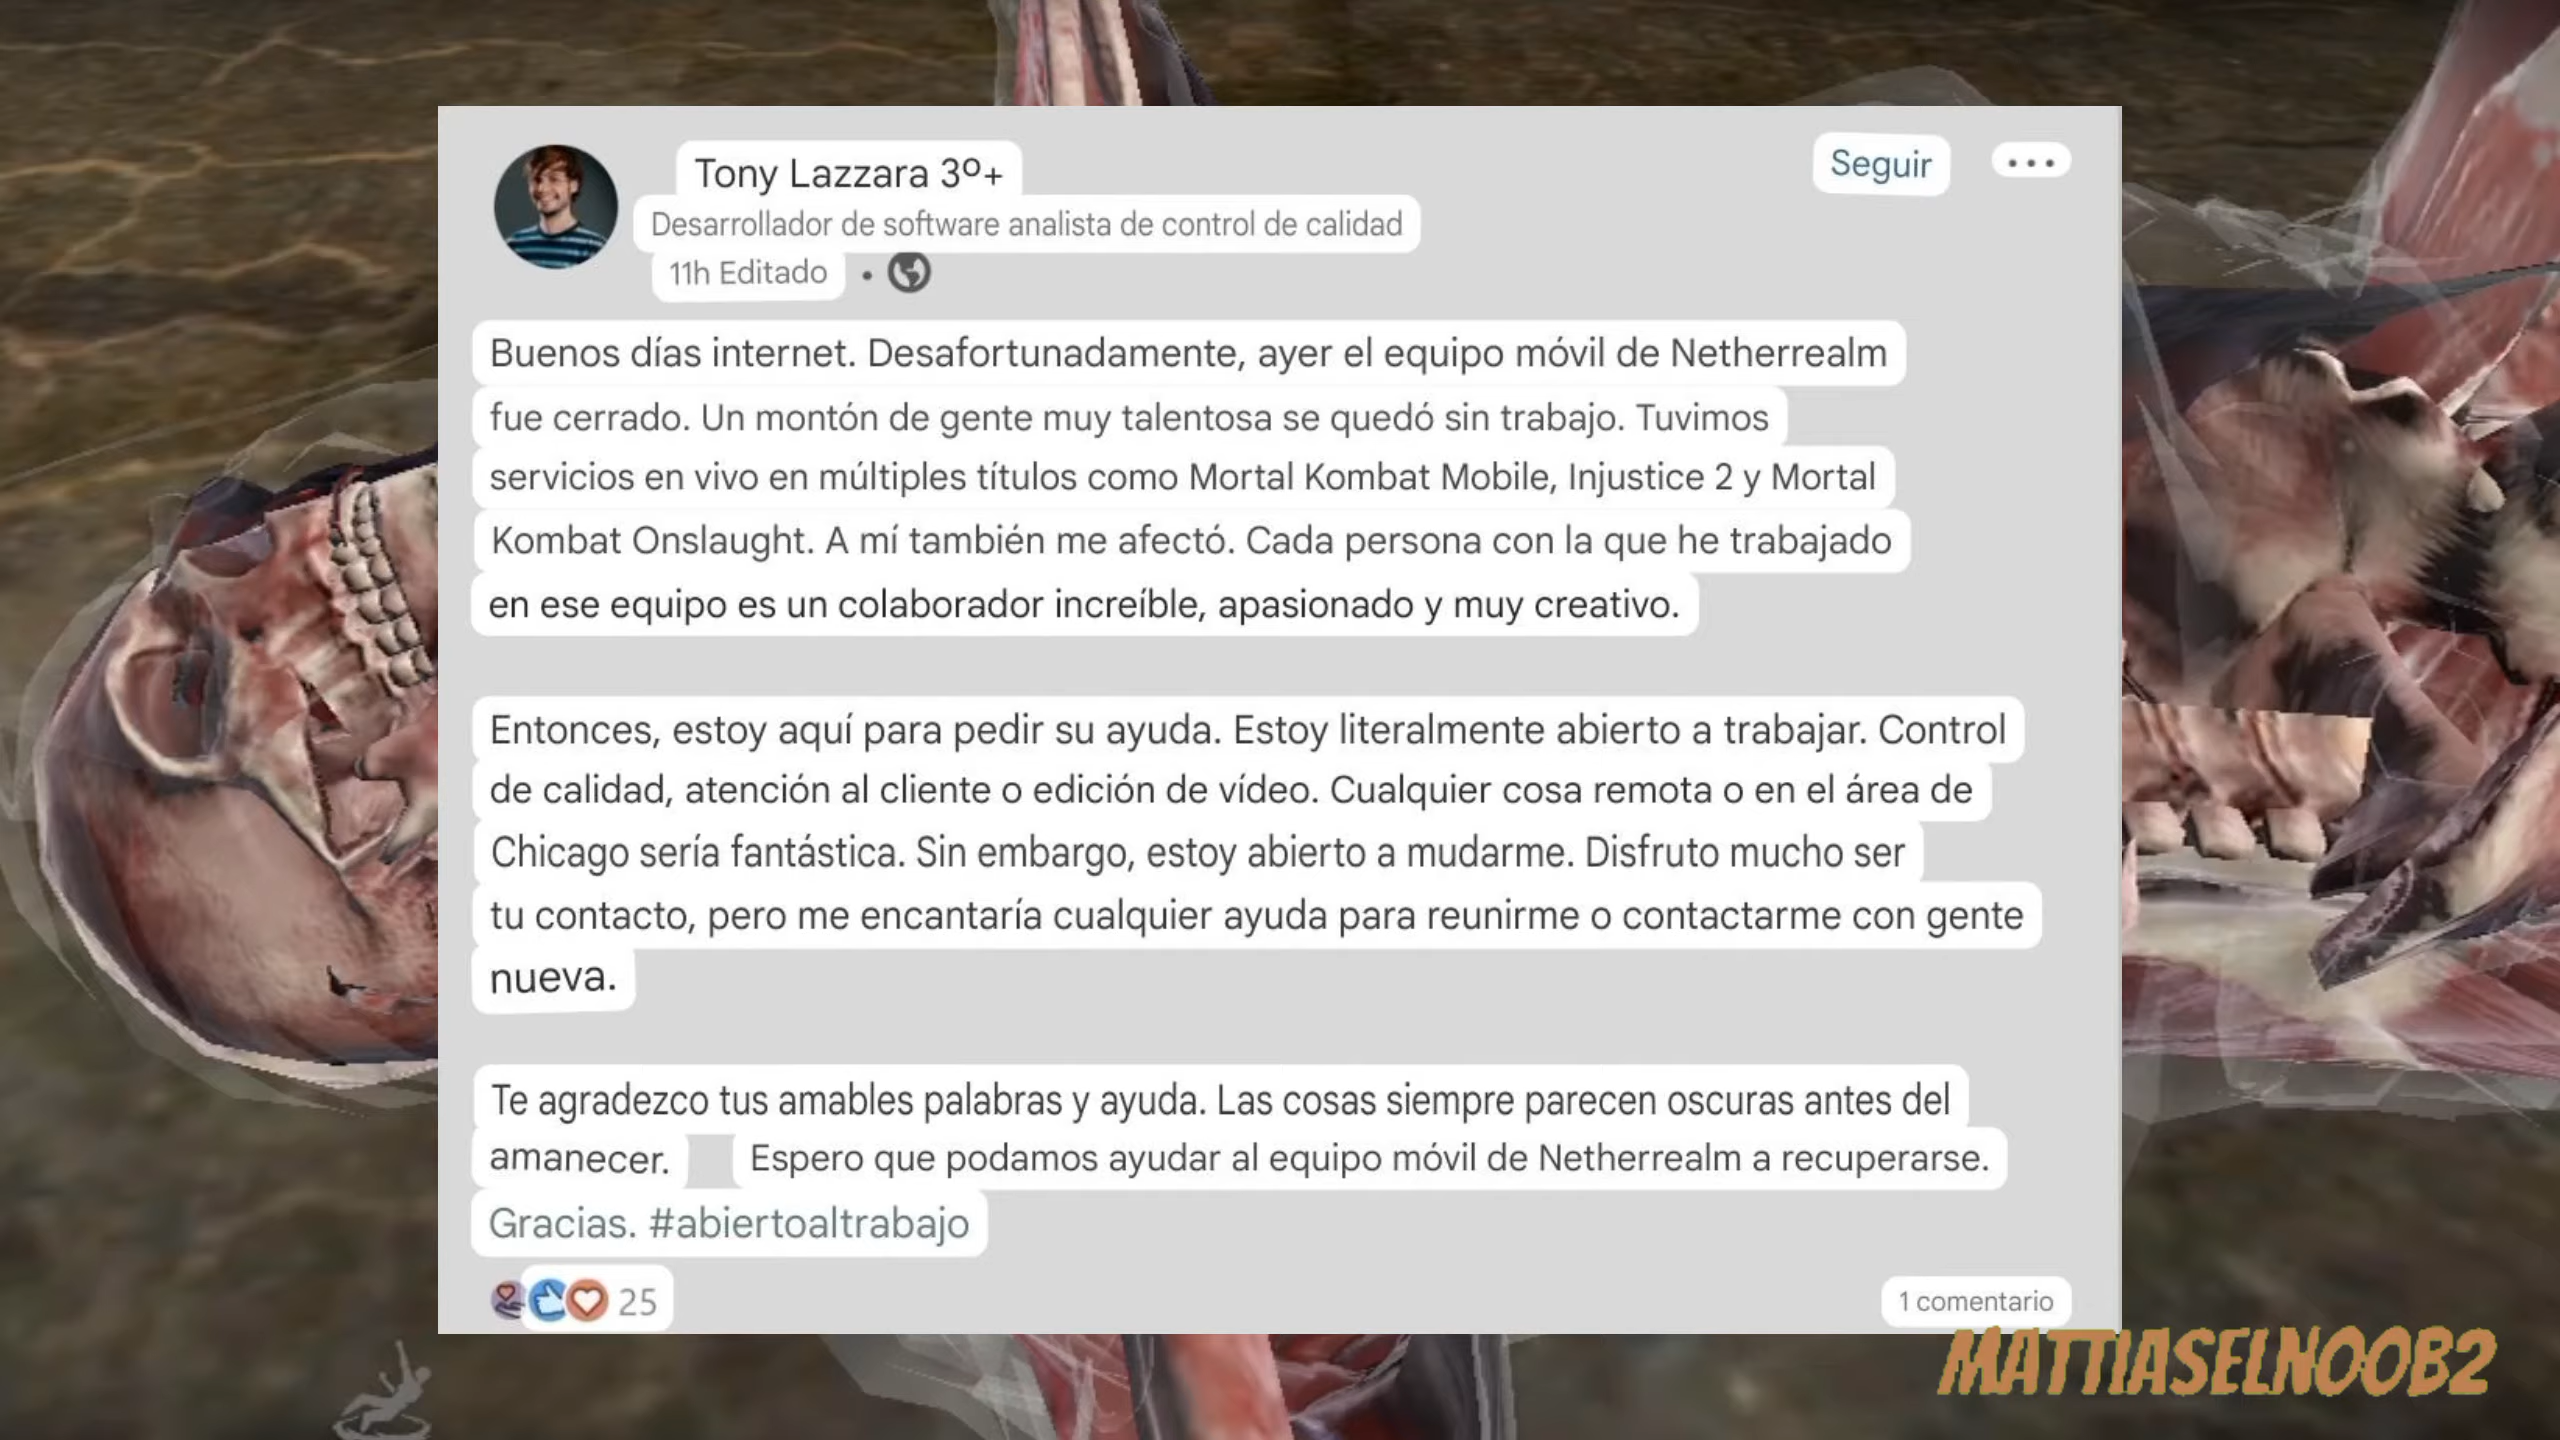 Tony Lazzara 3º+
Seguir
Desarrollador de software analista de control de calidad
11h Editado •
Buenos días internet. Desafortunadamente, ayer el equipo móvil de Netherrealm
fue cerrado. Un montón de gente muy talentosa se quedó sin trabajo. Tuvimos
servicios en vivo en múltiples títulos como Mortal Kombat Mobile, Injustice 2 y Mortal
Kombat Onslaught. A mí también me afectó. Cada persona con la que he trabajado
en ese equipo es un colaborador increíble, apasionado y muy creativo.
Entonces, estoy aquí para pedir su ayuda. Estoy literalmente abierto a trabajar. Control
de calidad, atención al cliente o edición de vídeo. Cualquier cosa remota o en el área de
Chicago sería fantástica. Sin embargo, estoy abierto a mudarme. Disfruto mucho ser
tu contacto, pero me encantaría cualquier ayuda para reunirme o contactarme con gente
nueva.
Te agradezco tus amables palabras y ayuda. Las cosas siempre parecen oscuras antes del
amanecer. Espero que podamos ayudar al equipo móvil de Netherrealm a recuperarse.
Gracias. #abiertoaltrabajo
25
1 comentario
MATTIASELNOOB2